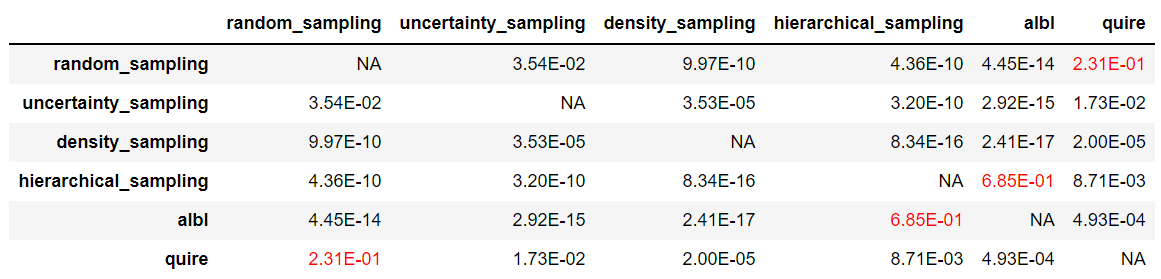 random_sampling uncertainty_sampling density_sampling hierarchical_sampling albl quire
random_sampling NA 3.54E-02 9.97E-10 4.36E-10 4.45E-14 2.31E-01
uncertainty_sampling 3.54E-02 NA 3.53E-05 3.20E-10 2.92E-15 1.73E-02
density_sampling 9.97E-10 3.53E-05 NA 8.34E-16 2.41E-17 2.00E-05
hierarchical_sampling 4.36E-10 3.20E-10 8.34E-16 NA 6.85E-01 8.71E-03
albl 4.45E-14 2.92E-15 2.41E-17 6.85E-01 NA 4.93E-04
quire 2.31E-01 1.73E-02 2.00E-05 8.71E-03 4.93E-04 NA